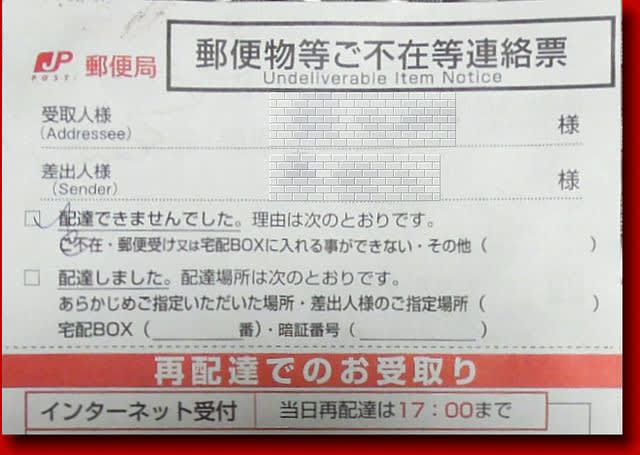 JP
POST
郵便局
郵便物等ご不在等連絡票
Undeliverable Item Notice
受取人様
(Addressee)
様
差出人様
(Sender)
様
□ 配達できませんでした。理由は次のとおりです。
ご不在・郵便受け又は宅配BOXに入れる事ができない・その他( )
□ 配達しました。配達場所は次のとおりです。
あらかじめご指定いただいた場所・差出人様のご指定場所( )
宅配BOX(______番)・暗証番号(______)
再配達でのお受取り
インターネット受付
当日再配達は17:00まで